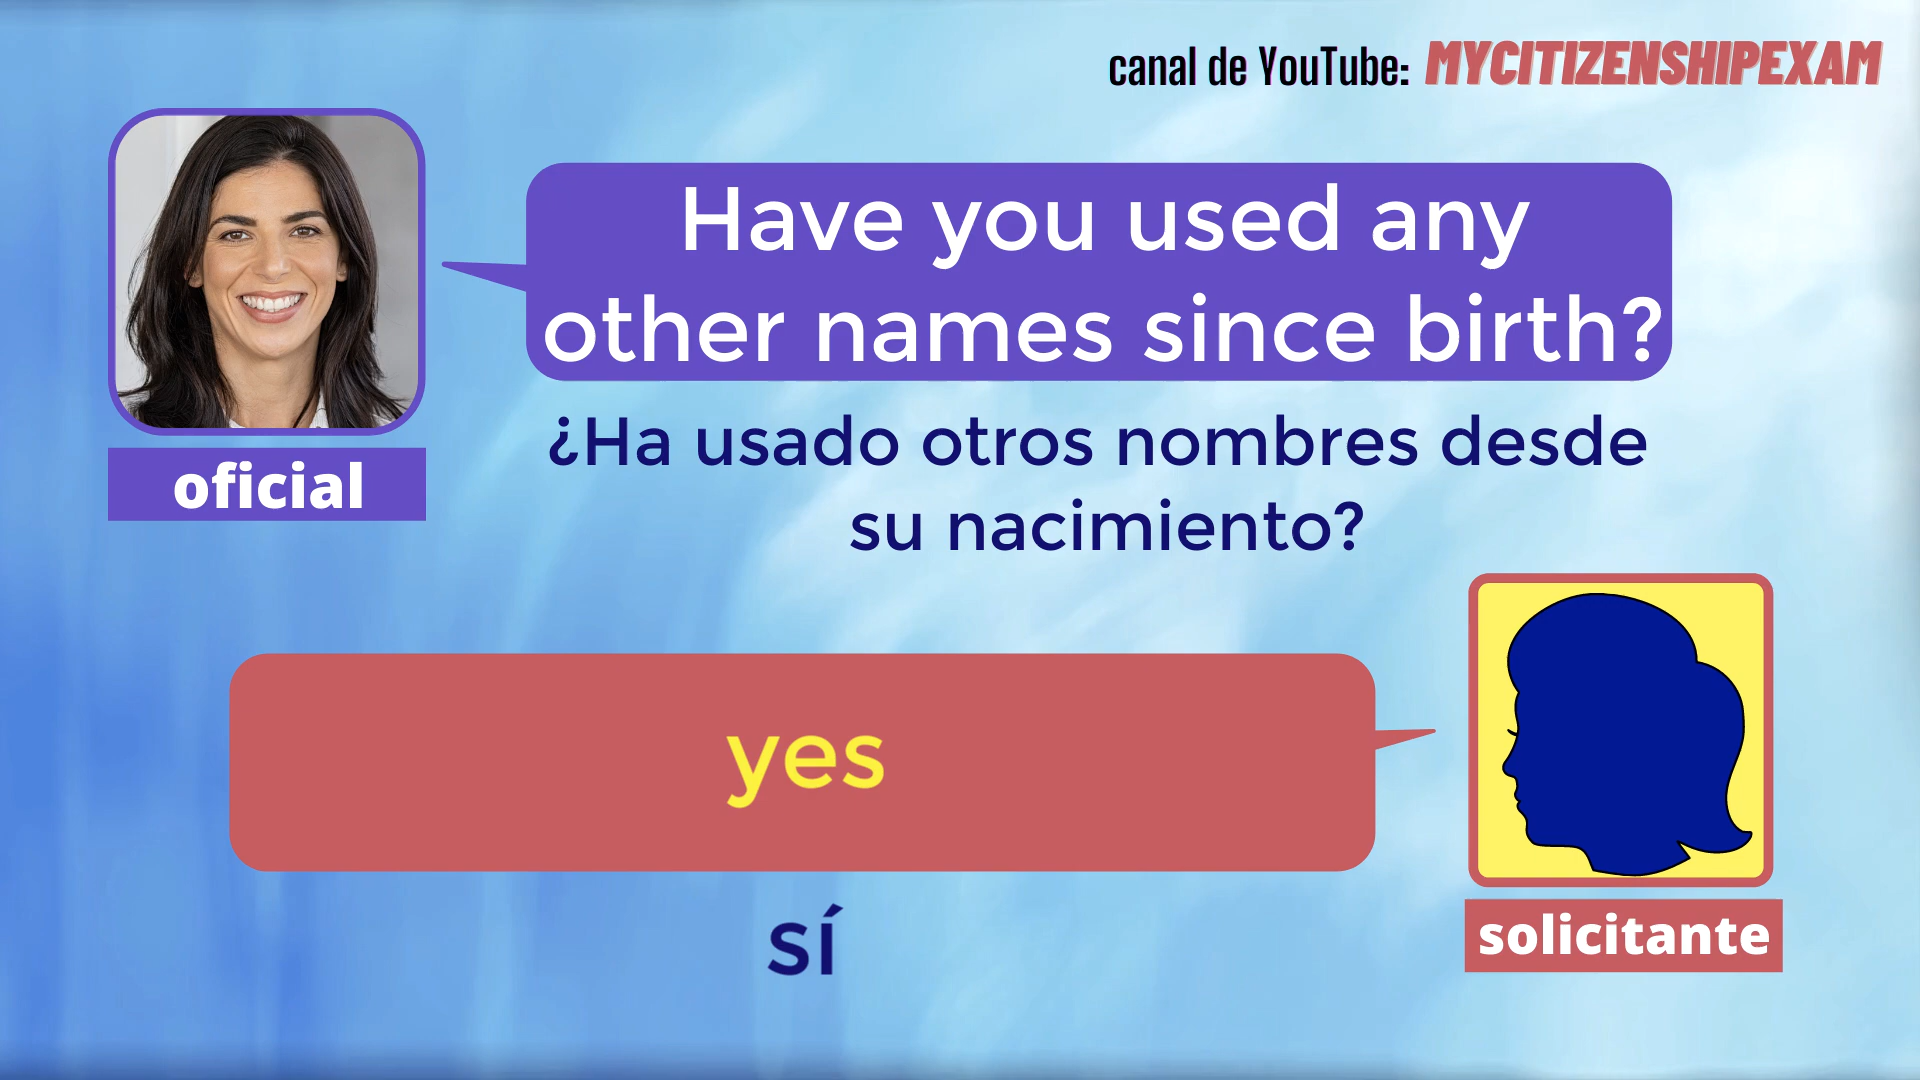 canal de YouTube: MYCITIZENSHIPEXAM
Have you used any
other names since birth?
oficial
¿Ha usado otros nombres desde
su nacimiento?
yes
solicitante
sí